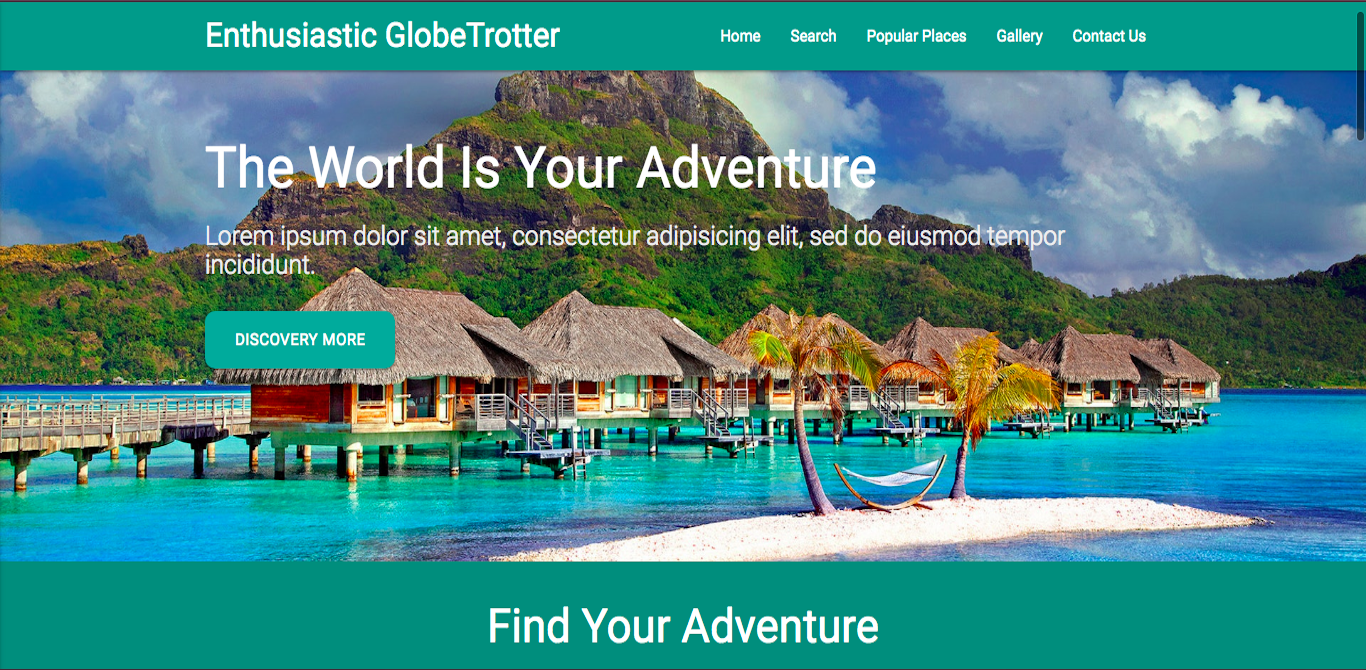 Enthusiastic GlobeTrotter
Home Search Popular Places Gallery Contact Us
The World Is Your Adventure
Lorem ipsum dolor sit amet, consectetur adipisicing elit, sed do eiusmod tempor
incididunt.
DISCOVERY MORE
Find Your Adventure